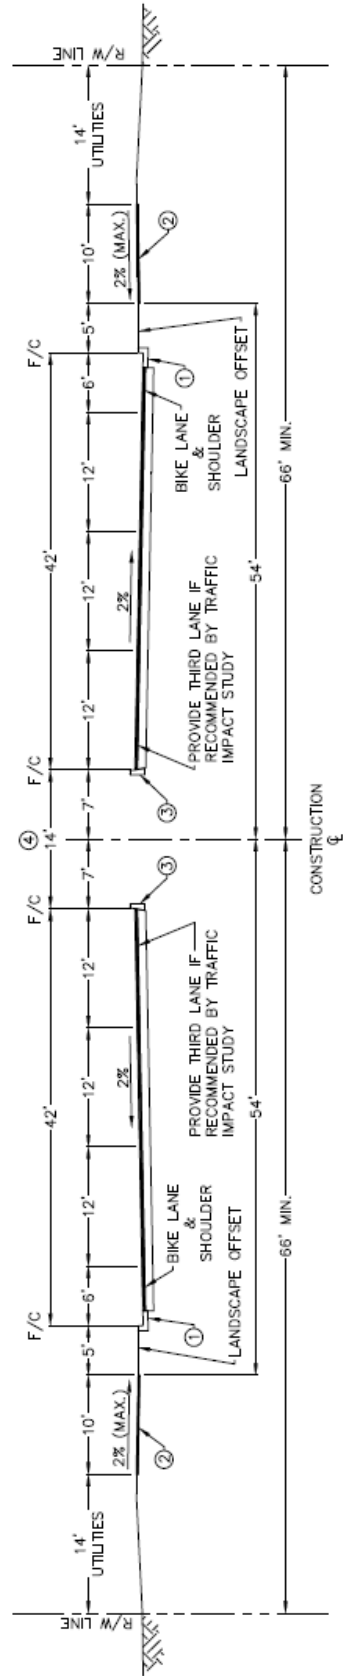 ④
F/C 42' F/C 14' F/C 42' F/C
R/W LINE 14' 10' 5' 6' 12' 12' 12' 7' 7' 12' 12' 12' 6' 5' 10' 14' R/W LINE
UTILITIES UTILITIES
2% (MAX.) 2% 2% 2% (MAX.)
② ① ③ ③ ① ②
BIKE LANE
&
SHOULDER
LANDSCAPE OFFSET
PROVIDE THIRD LANE IF
RECOMMENDED BY TRAFFIC
IMPACT STUDY
PROVIDE THIRD LANE IF
RECOMMENDED BY TRAFFIC
IMPACT STUDY
BIKE LANE
&
SHOULDER
LANDSCAPE OFFSET
54' 54'
66' MIN. 66' MIN.
CONSTRUCTION
℄